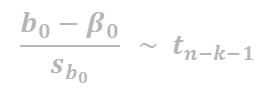 b₀ − β₀
s_{b₀} ~ t_{n−k−1}